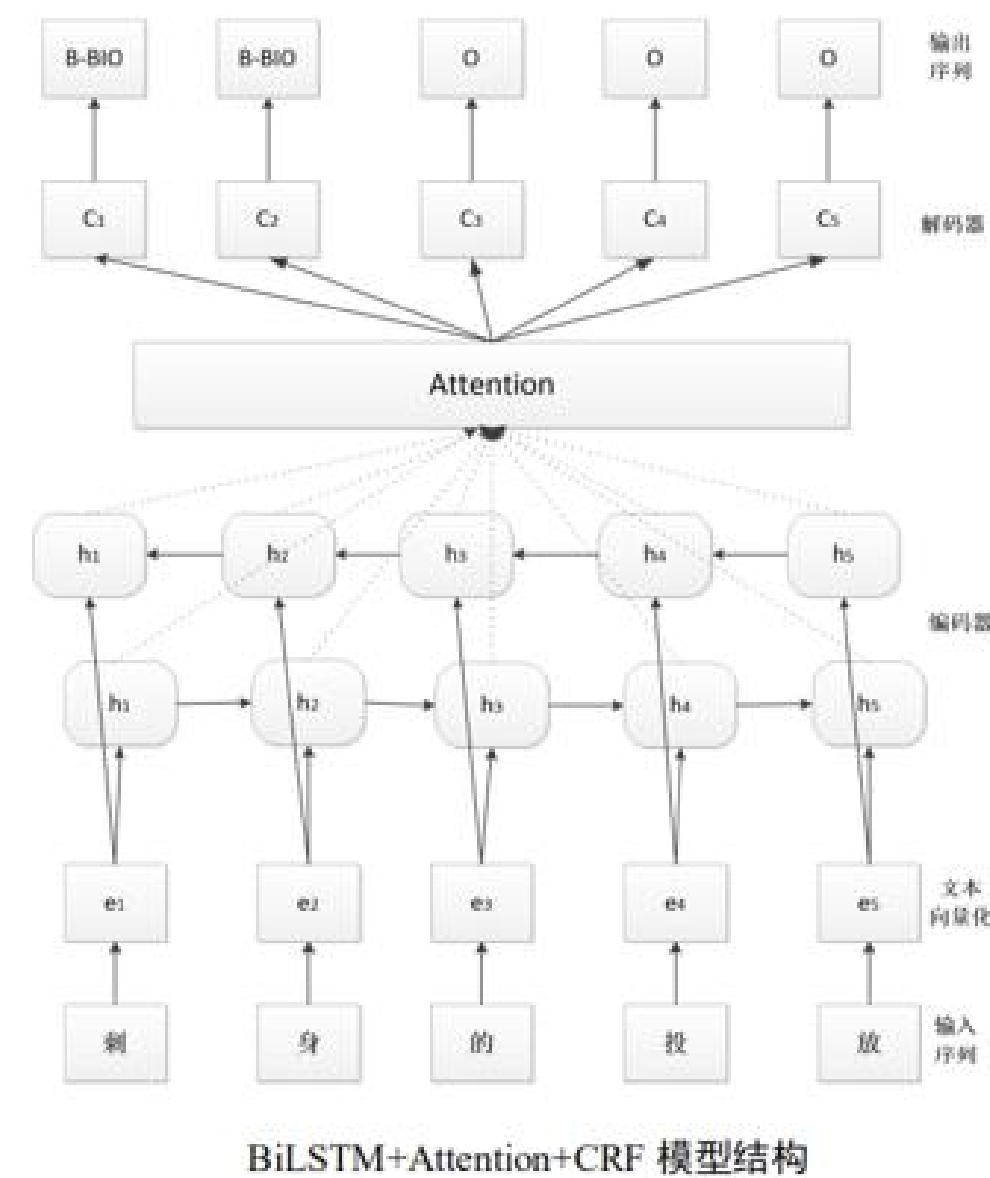 B-BIO B-BIO O O O 输出
序列
C1 C2 C3 C4 C5 解码器
Attention
h1 h2 h3 h4 h5
编码器
h1 h2 h3 h4 h5
e1 e2 e3 e4 e5 文本
向量化
刺 身 的 投 放 输入
序列
BiLSTM+Attention+CRF 模型结构